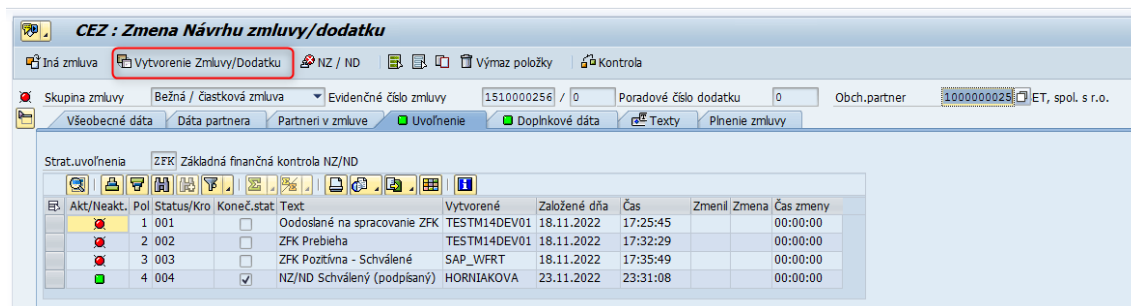 CEZ : Zmena Návrhu zmluvy/dodatku
Iná zmluva Vytvorenie Zmluvy/Dodatku NZ / ND Výmaz položky Kontrola
Skupina zmluvy Bežná / čiastková zmluva Evidenčné číslo zmluvy 1510000256 / 0 Poradové číslo dodatku 0 Obch.partner 1000000025 ET, spol. s r.o.
Všeobecné dáta Dáta partnera Partneri v zmluve Uvoľnenie Doplnkové dáta Texty Plnenie zmluvy
Strat.uvoľnenia ZFK Základná finančná kontrola NZ/ND
Akt/Neakt. Pol Status/Kro Koneč.stat Text Vytvorené Založené dňa Čas Zmenil Zmena Čas zmeny
1 001 Oodoslané na spracovanie ZFK TESTM14DEV01 18.11.2022 17:25:45 00:00:00
2 002 ZFK Prebieha TESTM14DEV01 18.11.2022 17:32:29 00:00:00
3 003 ZFK Pozitívna - Schválené SAP_WFRT 18.11.2022 17:35:49 00:00:00
4 004 NZ/ND Schválený (podpísaný) HORNIAKOVA 23.11.2022 23:31:08 00:00:00